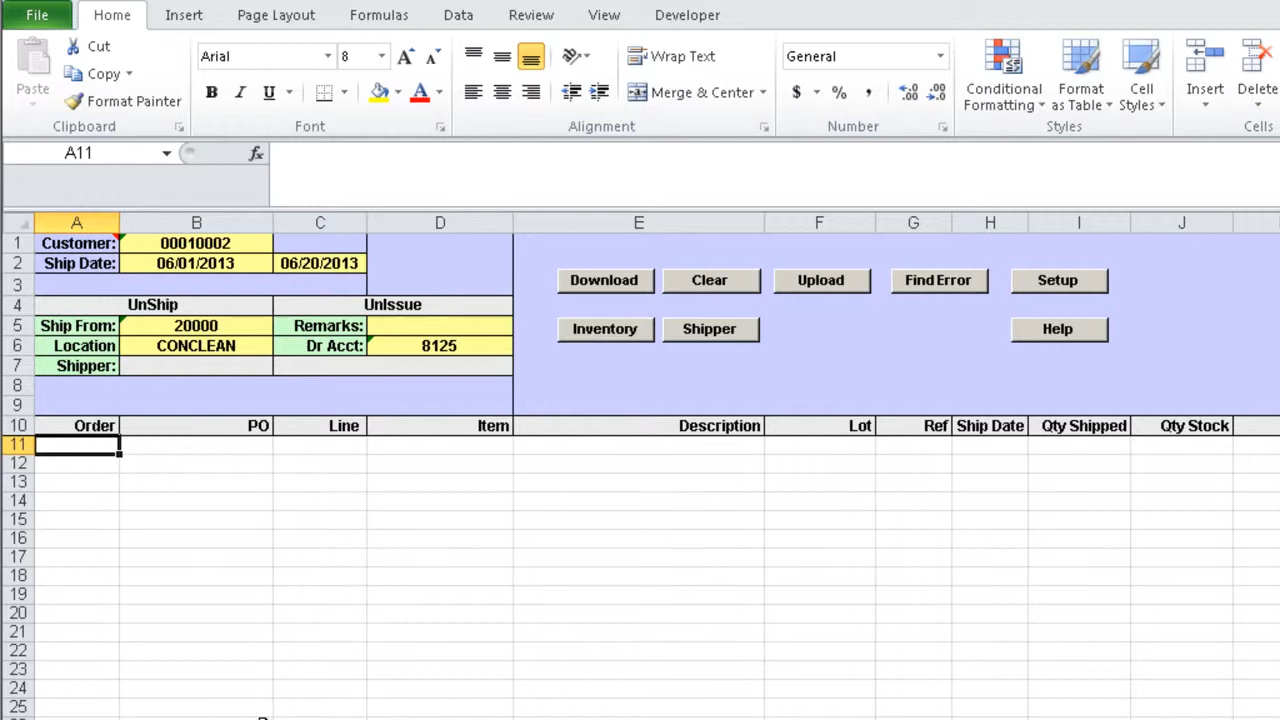 File Home Insert Page Layout Formulas Data Review View Developer
Cut
Copy
Format Painter
Paste
Arial 8
Wrap Text
Merge & Center
General
$ % ,
Conditional Formatting
Format as Table
Cell Styles
Insert
Delete
Clipboard Font Alignment Number Styles Cells
A11 fx
A B C D E F G H I J
1 Customer: 00010002
2 Ship Date: 06/01/2013 06/20/2013
3
4 UnShip UnIssue
5 Ship From: 20000 Remarks:
6 Location CONCLEAN Dr Acct: 8125
7 Shipper:
8
9
Download Clear Upload Find Error Setup
Inventory Shipper Help
10 Order PO Line Item Description Lot Ref Ship Date Qty Shipped Qty Stock
11
12
13
14
15
16
17
18
19
20
21
22
23
24
25